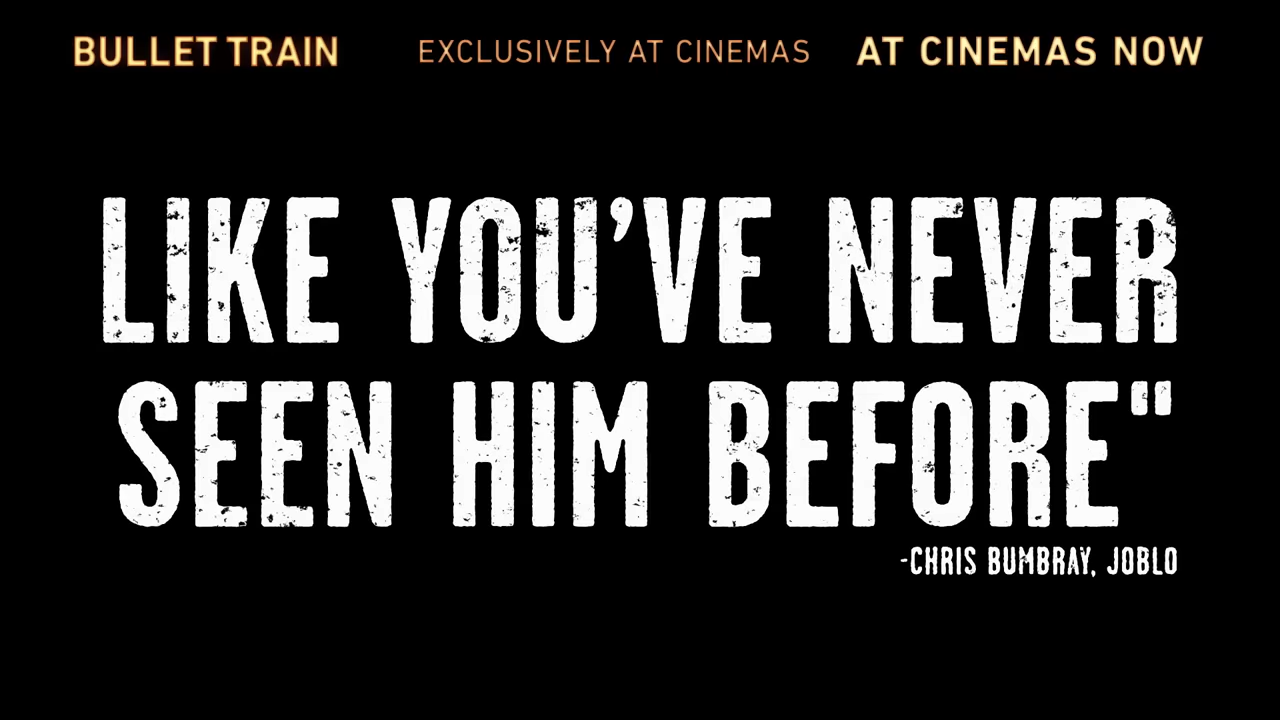 BULLET TRAIN EXCLUSIVELY AT CINEMAS AT CINEMAS NOW
LIKE YOU'VE NEVER
SEEN HIM BEFORE"
-CHRIS BUMBRAY, JOBLO